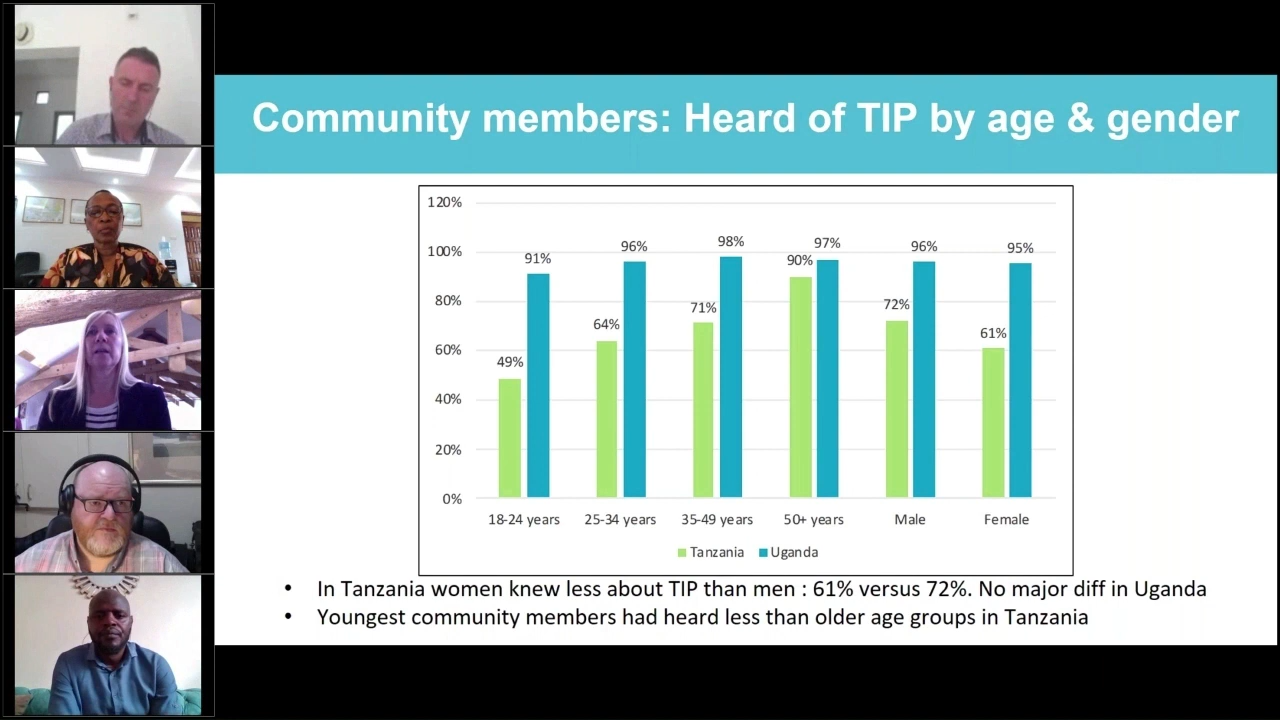 Community members: Heard of TIP by age & gender
120%
100%
80%
60%
40%
20%
0%
49%
91%
64%
96%
71%
98%
90%
97%
72%
96%
61%
95%
18-24 years
25-34 years
35-49 years
50+ years
Male
Female
Tanzania
Uganda
• In Tanzania women knew less about TIP than men : 61% versus 72%. No major diff in Uganda
• Youngest community members had heard less than older age groups in Tanzania